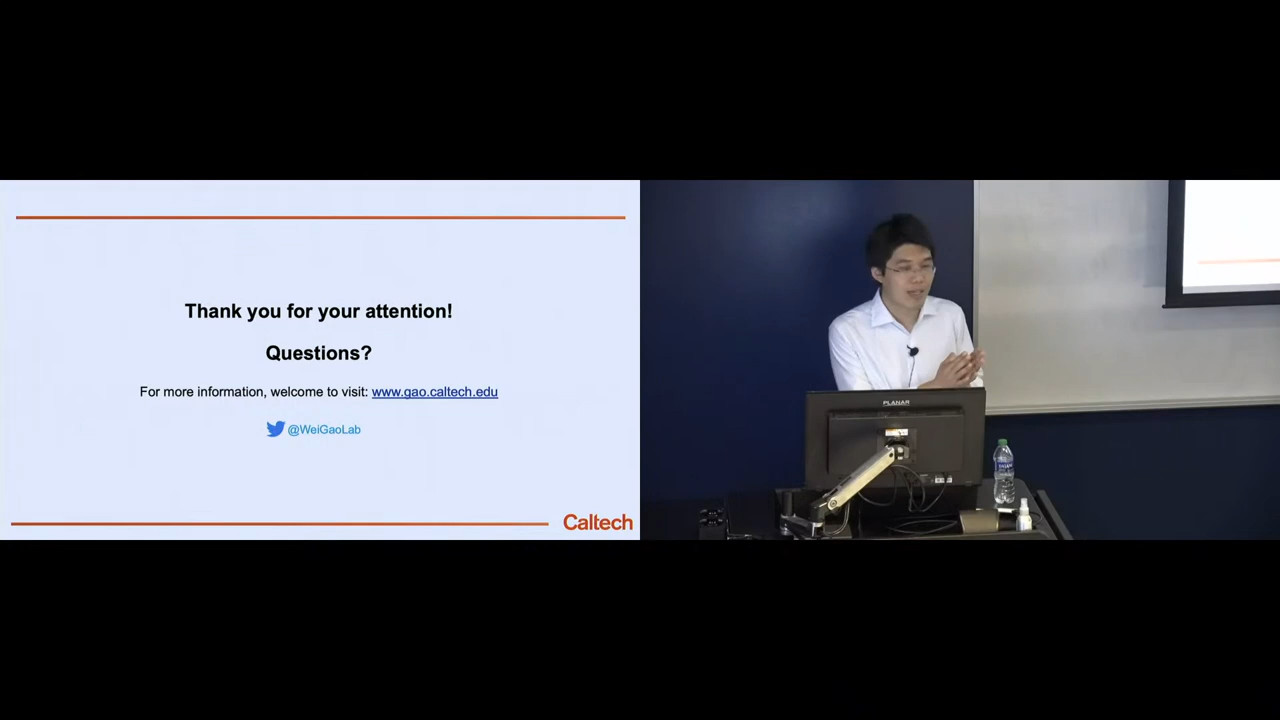 Thank you for your attention!
Questions?
For more information, welcome to visit: www.gao.caltech.edu
@WeiGaoLab
Caltech
PLANAR